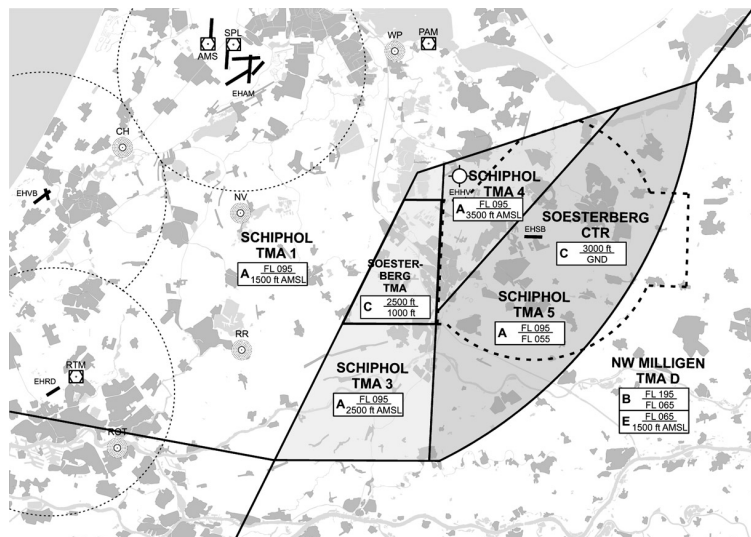 SPL
AMS
WP
PAM
EHAM
CH
EHVB
NV
EHHV
SCHIPHOL
TMA 4
A FL 095
3500 ft AMSL
SOESTERBERG
CTR
EHSB
C 3000 ft
GND
SCHIPHOL
TMA 1
A FL 095
1500 ft AMSL
SOESTER-
BERG
TMA
C 2500 ft
1000 ft
SCHIPHOL
TMA 5
A FL 095
FL 055
RR
RTM
EHRD
SCHIPHOL
TMA 3
A FL 095
2500 ft AMSL
NW MILLIGEN
TMA D
B FL 195
FL 065
E FL 065
1500 ft AMSL
ROT